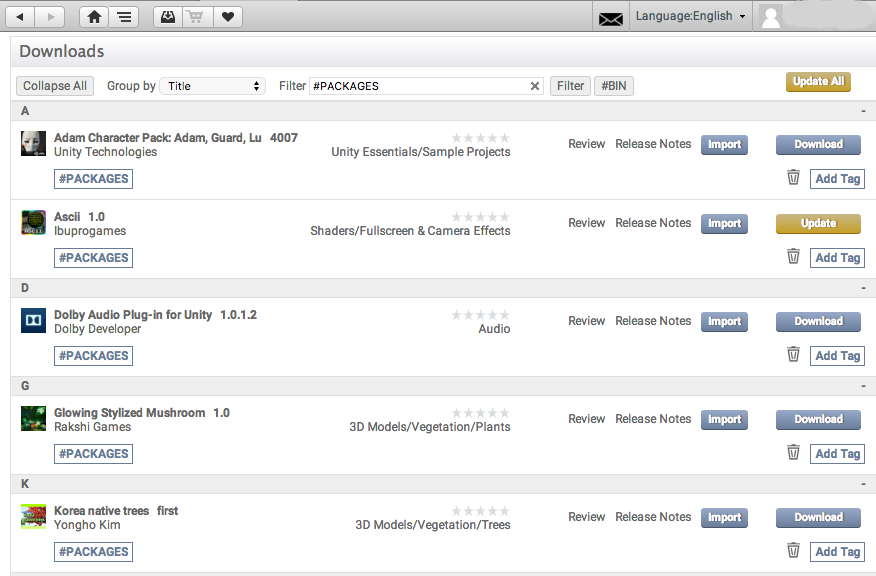 Language:English
Downloads
Collapse All Group by Title Filter #PACKAGES Filter #BIN Update All
A -
Adam Character Pack: Adam, Guard, Lu 4007
Unity Technologies Unity Essentials/Sample Projects Review Release Notes Import Download
#PACKAGES Add Tag
Ascii 1.0
Ibuprogames Shaders/Fullscreen & Camera Effects Review Release Notes Import Update
#PACKAGES Add Tag
D -
Dolby Audio Plug-in for Unity 1.0.1.2
Dolby Developer Audio Review Release Notes Import Download
#PACKAGES Add Tag
G -
Glowing Stylized Mushroom 1.0
Rakshi Games 3D Models/Vegetation/Plants Review Release Notes Import Download
#PACKAGES Add Tag
K -
Korea native trees first
Yongho Kim 3D Models/Vegetation/Trees Review Release Notes Import Download
#PACKAGES Add Tag